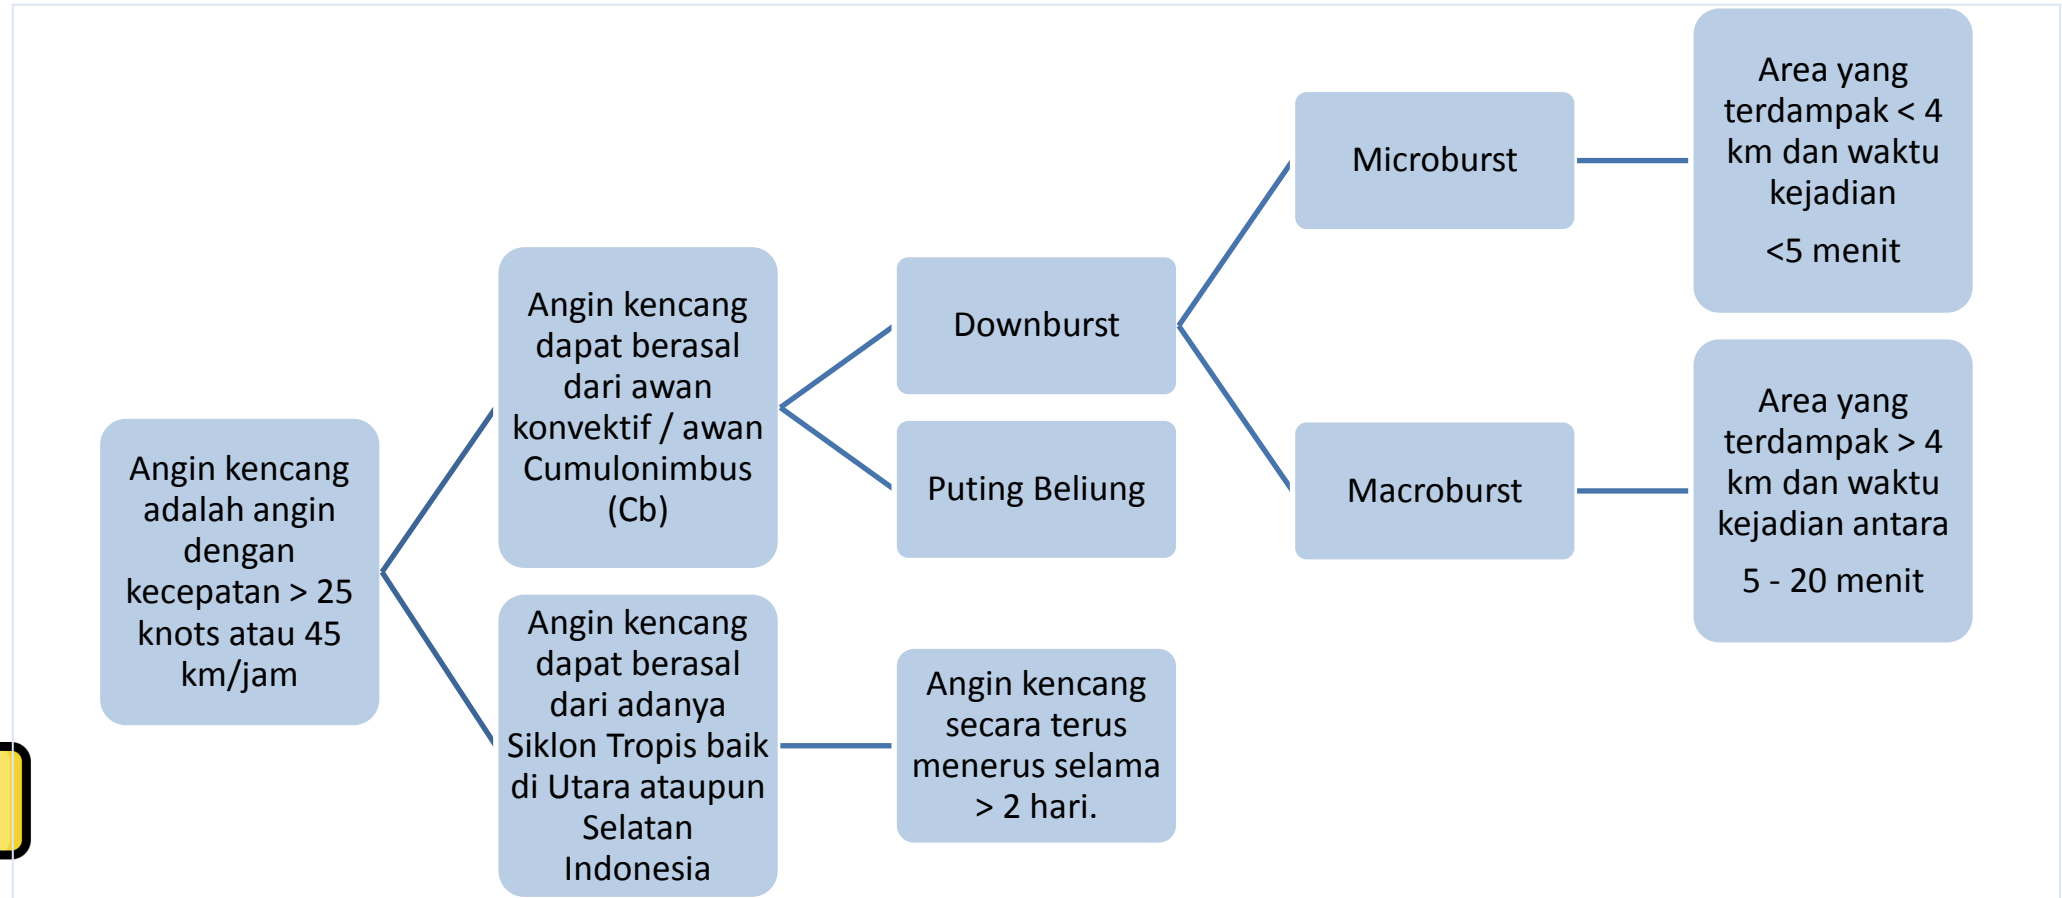 Angin kencang
adalah angin
dengan
kecepatan > 25
knots atau 45
km/jam
Angin kencang
dapat berasal
dari awan
konvektif / awan
Cumulonimbus
(Cb)
Downburst
Microburst
Area yang
terdampak < 4
km dan waktu
kejadian
<5 menit
Macroburst
Area yang
terdampak > 4
km dan waktu
kejadian antara
5 - 20 menit
Puting Beliung
Angin kencang
dapat berasal
dari adanya
Siklon Tropis baik
di Utara ataupun
Selatan
Indonesia
Angin kencang
secara terus
menerus selama
> 2 hari.